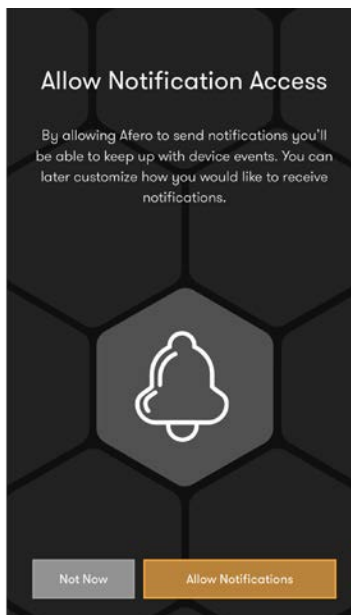 Allow Notification Access
By allowing Afero to send notifications you'll
be able to keep up with device events. You can
later customize how you would like to receive
notifications.
Not Now
Allow Notifications